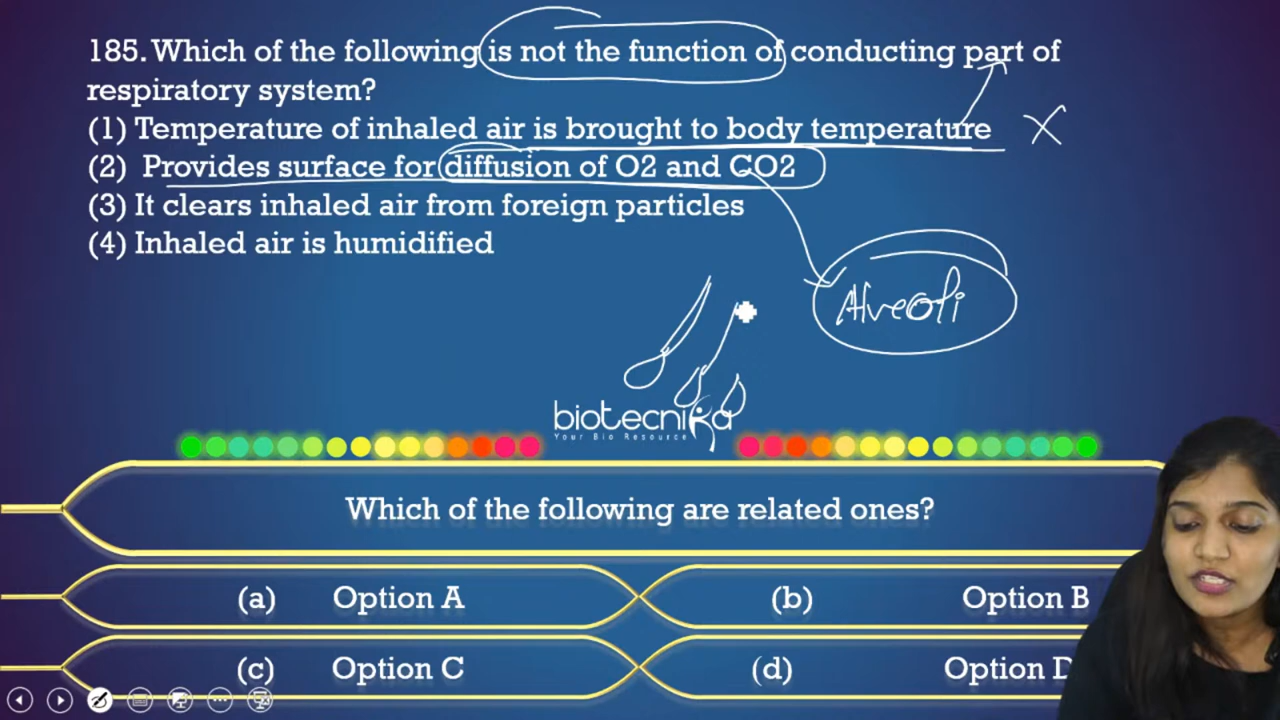 185. Which of the following is not the function of conducting part of
respiratory system?
(1) Temperature of inhaled air is brought to body temperature
(2) Provides surface for diffusion of O2 and CO2
(3) It clears inhaled air from foreign particles
(4) Inhaled air is humidified
Alveoli
biotecnika
Your Bio Resource
Which of the following are related ones?
(a) Option A
(b) Option B
(c) Option C
(d) Option D